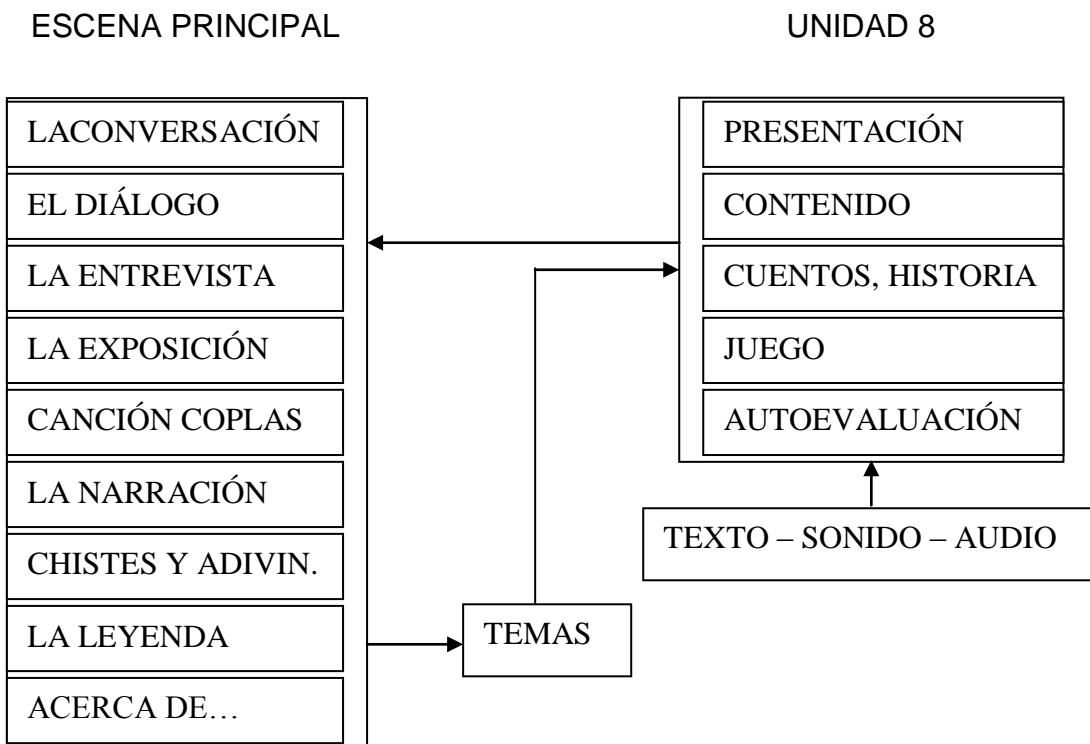 ESCENA PRINCIPAL
LACONVERSACIÓN
EL DIÁLOGO
LA ENTREVISTA
LA EXPOSICIÓN
CANCIÓN COPLAS
LA NARRACIÓN
CHISTES Y ADIVIN.
LA LEYENDA
ACERCA DE…
TEMAS
UNIDAD 8
PRESENTACIÓN
CONTENIDO
CUENTOS, HISTORIA
JUEGO
AUTOEVALUACIÓN
TEXTO – SONIDO – AUDIO